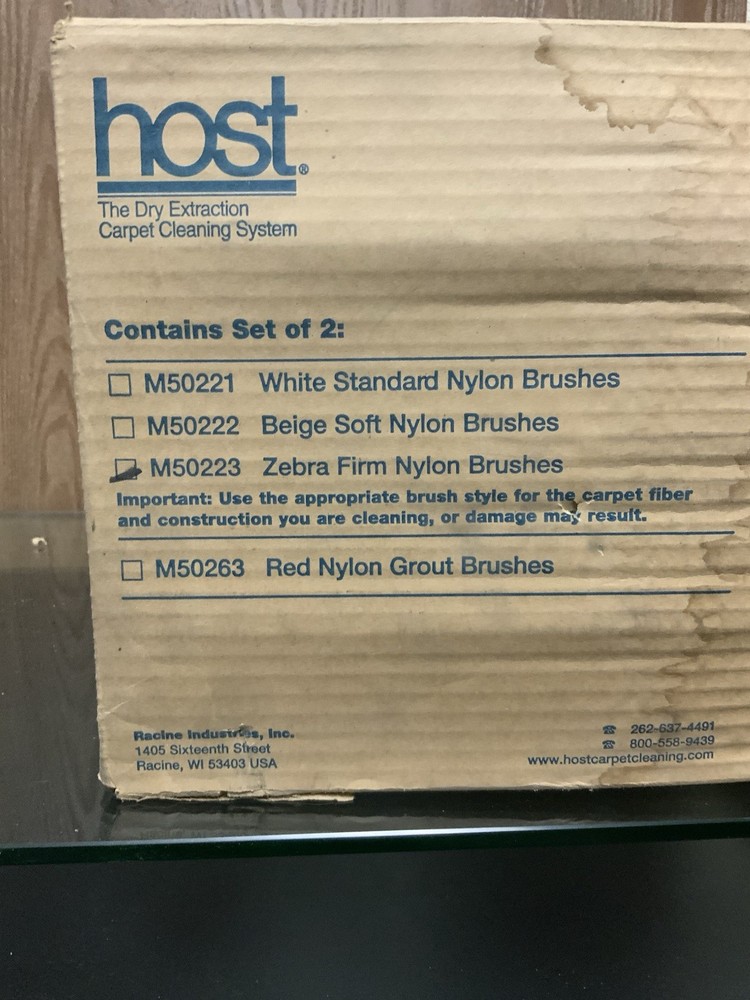 host®
The Dry Extraction
Carpet Cleaning System
Contains Set of 2:
M50221 White Standard Nylon Brushes
M50222 Beige Soft Nylon Brushes
M50223 Zebra Firm Nylon Brushes
Important: Use the appropriate brush style for the carpet fiber
and construction you are cleaning, or damage may result.
M50263 Red Nylon Grout Brushes
Racine Industries, Inc.
1405 Sixteenth Street
Racine, WI 53403 USA
☎ 262-637-4491
☎ 800-558-9439
www.hostcarpetcleaning.com